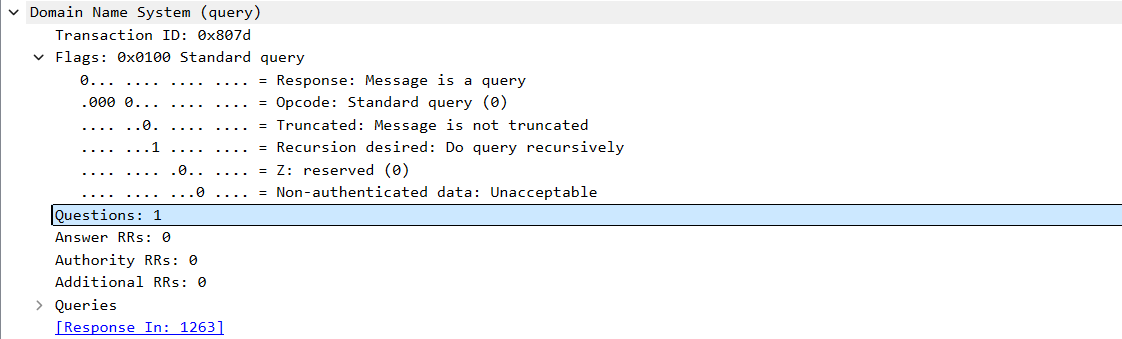 Domain Name System (query)
Transaction ID: 0x807d
Flags: 0x0100 Standard query
0... .... .... .... = Response: Message is a query
.000 0... .... .... = Opcode: Standard query (0)
.... ..0. .... .... = Truncated: Message is not truncated
.... ...1 .... .... = Recursion desired: Do query recursively
.... .... .0.. .... = Z: reserved (0)
.... .... ...0 .... = Non-authenticated data: Unacceptable
Questions: 1
Answer RRs: 0
Authority RRs: 0
Additional RRs: 0
Queries
[Response In: 1263]